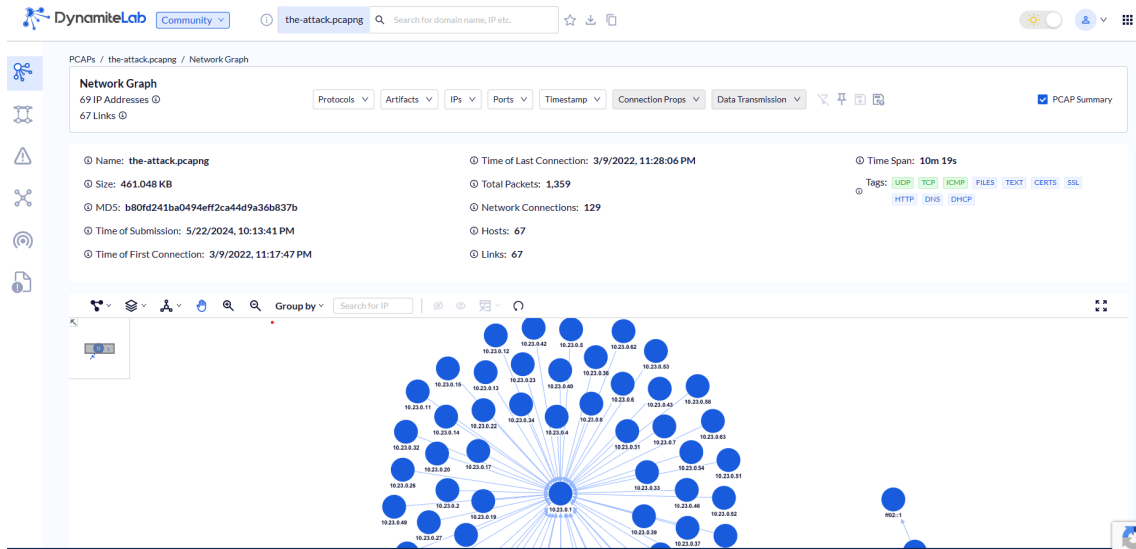 DynamiteLab Community the-attack.pcapng Search for domain name, IP etc.
PCAPs / the-attack.pcapng / Network Graph
Network Graph
69 IP Addresses
67 Links
Protocols Artifacts IPs Ports Timestamp Connection Props Data Transmission PCAP Summary
Name: the-attack.pcapng
Size: 461.048 KB
MD5: b80fd241ba0494eff2ca44d9a36b837b
Time of Submission: 5/22/2024, 10:13:41 PM
Time of First Connection: 3/9/2022, 11:17:47 PM
Time of Last Connection: 3/9/2022, 11:28:06 PM
Total Packets: 1,359
Network Connections: 129
Hosts: 67
Links: 67
Time Span: 10m 19s
Tags: UDP TCP ICMP FILES TEXT CERTS SSL
HTTP DNS DHCP
Group by Search for IP
10.23.0.12 10.23.0.42 10.23.0.5 10.23.0.62
10.23.0.53
10.23.0.15 10.23.0.13 10.23.0.23 10.23.0.40 10.23.0.36
10.23.0.11 10.23.0.6 10.23.0.43 10.23.0.58
10.23.0.14 10.23.0.22 10.23.0.34 10.23.0.4 10.23.0.8
10.23.0.32 10.23.0.31 10.23.0.7 10.23.0.63
10.23.0.20 10.23.0.17 10.23.0.54
10.23.0.26 10.23.0.33 10.23.0.51
10.23.0.2 10.23.0.19 10.23.0.1 10.23.0.46 10.23.0.52
10.23.0.49 10.23.0.27 10.23.0.39 10.23.0.37
ff02::1